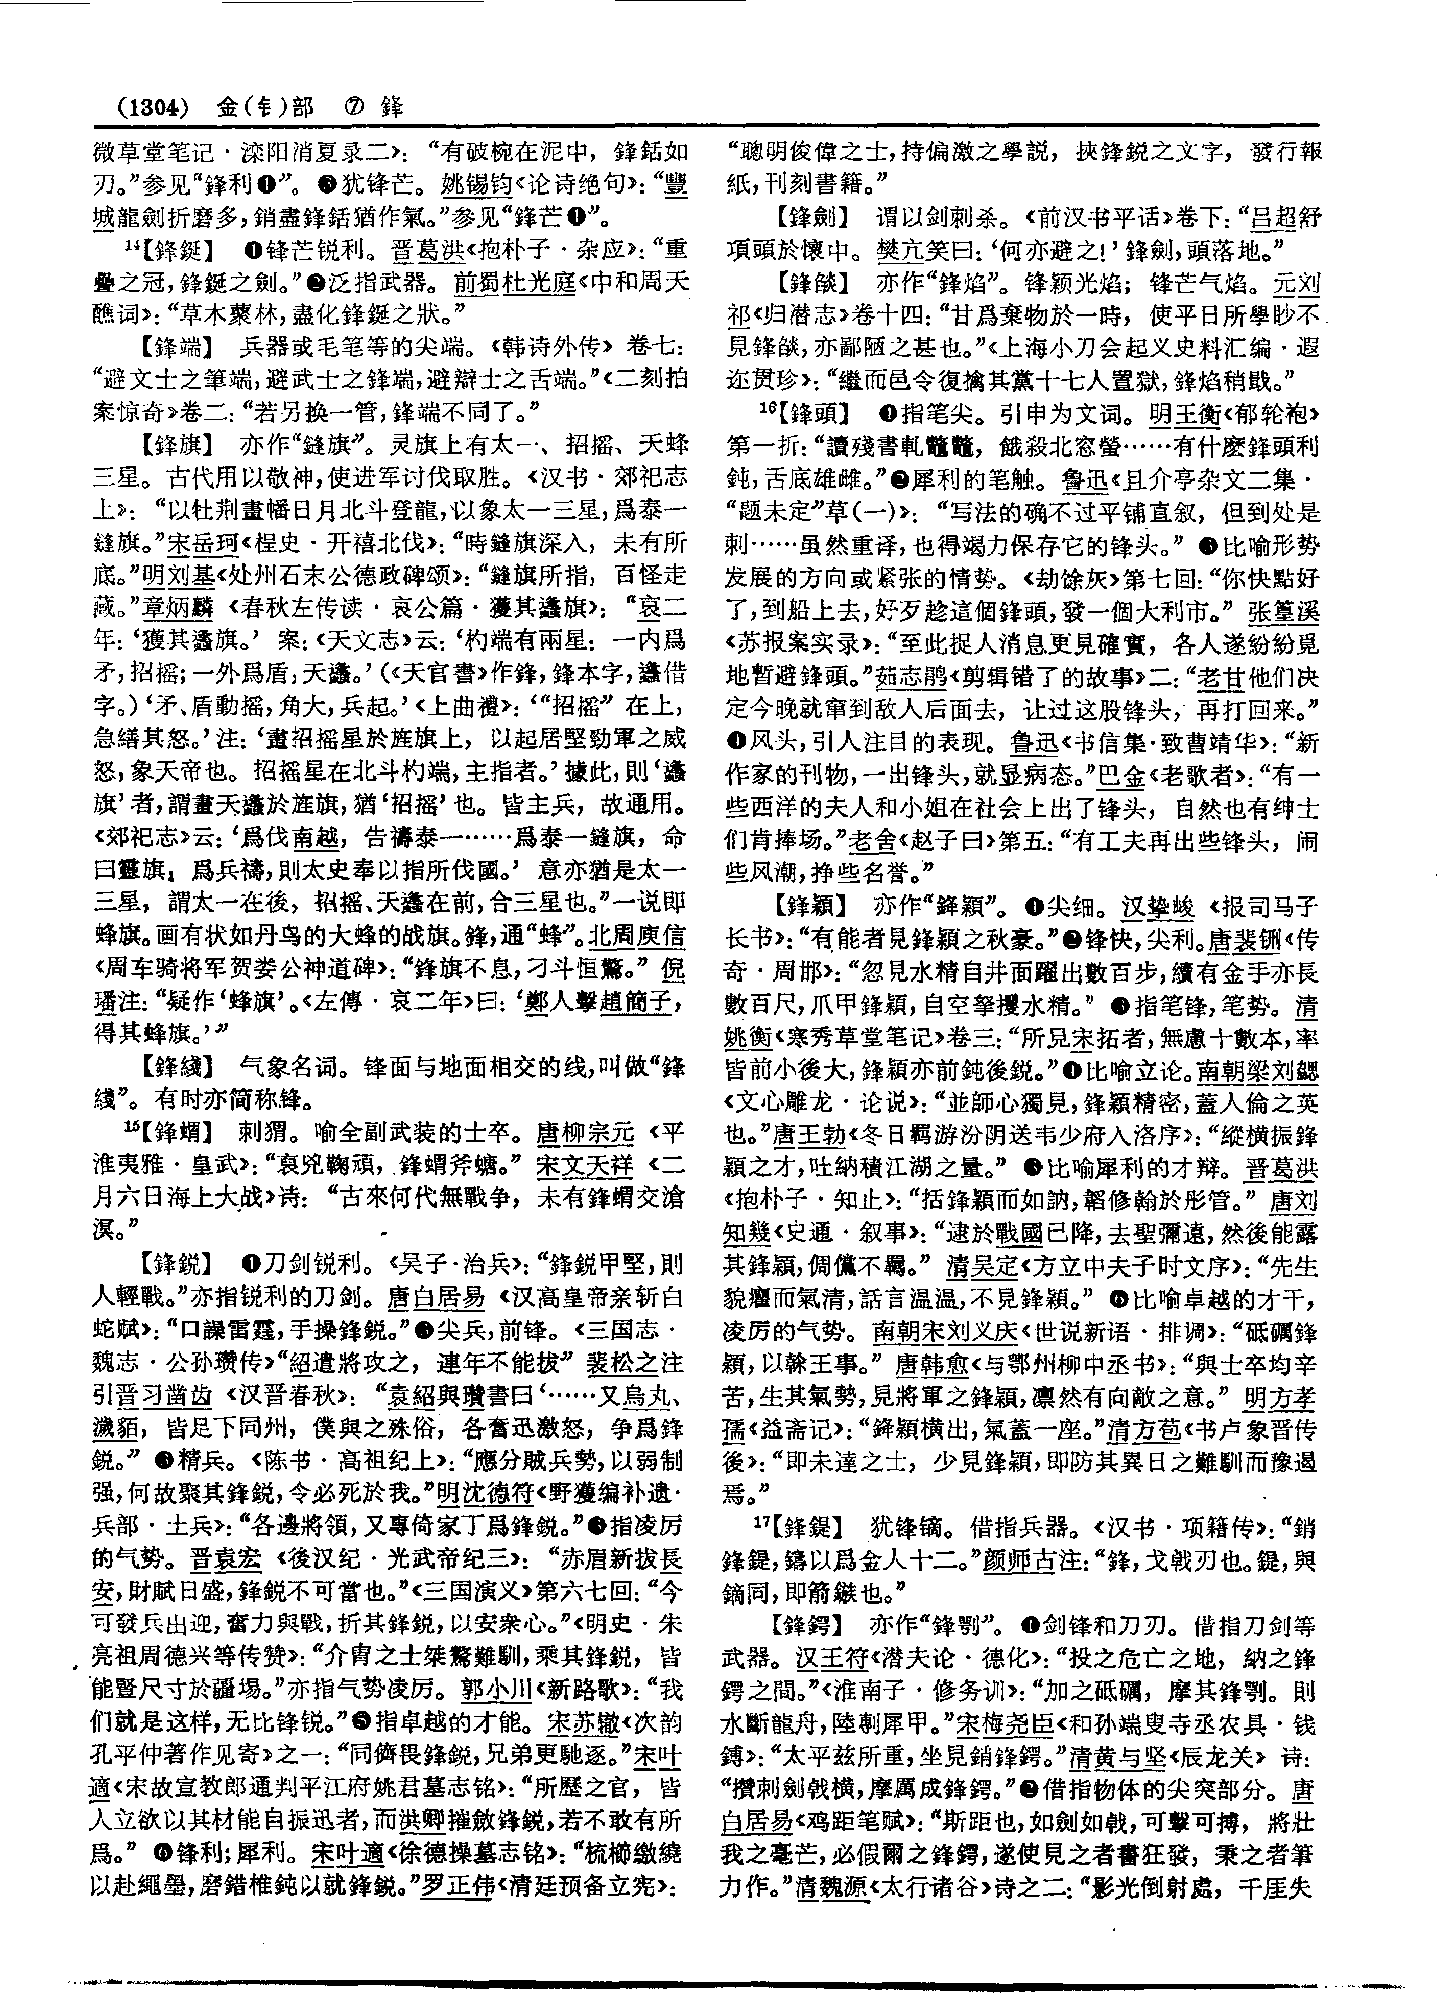 (1304) 金(钅)部 ⑦ 鋒
微草堂笔记·滦阳消夏录二》：“有破椀在泥中，鋒銛如
刃。”参见“鋒利❶”。❸犹锋芒。姚锡钧《论诗绝句》：“豐
城龍劍折磨多，銷盡鋒銛猶作氣。”参见“鋒芒❶”。
¹⁴【鋒鋋】 ❶锋芒锐利。晋葛洪《抱朴子·杂应》：“重
疊之冠，鋒鋋之劍。”❷泛指武器。前蜀杜光庭《中和周天
醮词》：“草木藂林，盡化鋒鋋之狀。”
【鋒端】 兵器或毛笔等的尖端。《韩诗外传》卷七：
“避文士之筆端，避武士之鋒端，避辯士之舌端。”《二刻拍
案惊奇》卷二：“若另换一管，鋒端不同了。”
【鋒旗】 亦作“鏠旗”。灵旗上有太一、招摇、天蜂
三星。古代用以敬神，使进军讨伐取胜。《汉书·郊祀志
上》：“以牡荆畫幡日月北斗登龍，以象太一三星，爲泰一
鏠旗。”宋岳珂《桯史·开禧北伐》：“時鏠旗深入，未有所
底。”明刘基《处州石末公德政碑颂》：“鏠旗所指，百怪走
藏。”章炳麟《春秋左传读·哀公篇·獲其蠭旗》：“哀二
年：‘獲其蠭旗。’案：《天文志》云：‘杓端有兩星：一内爲
矛，招摇；一外爲盾，天蠭。’（《天官書》作鋒，鋒本字，蠭借
字。）‘矛、盾動摇，角大，兵起。’《上曲禮》：‘“招摇”在上，
急繕其怒。’注：‘畫招摇星於旌旗上，以起居堅勁軍之威
怒，象天帝也。招摇星在北斗杓端，主指者。’據此，則‘蠭
旗’者，謂畫天蠭於旌旗，猶‘招摇’也。皆主兵，故通用。
《郊祀志》云：‘爲伐南越，告禱泰一……爲泰一鏠旗，命
曰靈旗，爲兵禱，則太史奉以指所伐國。’意亦猶是太一
三星，謂太一在後，招摇、天蠭在前，合三星也。”一说即
蜂旗。画有状如丹鸟的大蜂的战旗。鋒，通“蜂”。北周庾信
《周车骑将军贺娄公神道碑》：“鋒旗不息，刁斗恒驚。”倪
璠注：“疑作‘蜂旗’。《左傳·哀二年》曰：‘鄭人擊趙簡子，
得其蜂旗。’”
【鋒綫】 气象名词。锋面与地面相交的线，叫做“鋒
綫”。有时亦简称锋。
¹⁵【鋒蝟】 刺猬。喻全副武装的士卒。唐柳宗元《平
淮夷雅·皇武》：“哀兇鞠頑，鋒蝟斧螗。”宋文天祥《二
月六日海上大战》诗：“古來何代無戰争，未有鋒蝟交滄
溟。”
【鋒鋭】 ❶刀剑锐利。《吴子·治兵》：“鋒鋭甲堅，則
人輕戰。”亦指锐利的刀剑。唐白居易《汉高皇帝亲斩白
蛇赋》：“口譟雷霆，手操鋒鋭。”❷尖兵，前锋。《三国志·
魏志·公孙瓒传》“紹遣將攻之，連年不能拔”裴松之注
引晋习凿齿《汉晋春秋》：“袁紹與瓚書曰‘……又烏丸、
濊貊，皆足下同州，僕與之殊俗，各奮迅激怒，争爲鋒
鋭。”❸精兵。《陈书·高祖纪上》：“應分賊兵勢，以弱制
强，何故聚其鋒鋭，令必死於我。”明沈德符《野獲编补遗·
兵部·土兵》：“各邊將領，又專倚家丁爲鋒鋭。”❹指凌厉
的气势。晋袁宏《後汉纪·光武帝纪三》：“赤眉新拔長
安，財賦日盛，鋒鋭不可當也。”《三国演义》第六七回：“今
可發兵出迎，奮力與戰，折其鋒鋭，以安衆心。”《明史·朱
亮祖周德兴等传赞》：“介胄之士桀驁難馴，乘其鋒鋭，皆
能豎尺寸於疆埸。”亦指气势凌厉。郭小川《新路歌》：“我
们就是这样，无比锋锐。”❺指卓越的才能。宋苏辙《次韵
孔平仲著作见寄》之一：“同儕畏鋒鋭，兄弟更馳逐。”宋叶
適《宋故宣教郎通判平江府姚君墓志铭》：“所歷之官，皆
人立欲以其材能自振迅者，而洪卿摧斂鋒鋭，若不敢有所
爲。”❻锋利；犀利。宋叶適《徐德操墓志铭》：“梳櫛繳繞
以赴繩墨，磨錯椎鈍以就鋒鋭。”罗正伟《清廷预备立宪》：
“聰明俊偉之士，持偏激之學説，挾鋒鋭之文字，發行報
紙，刊刻書籍。”
【鋒劍】 谓以剑刺杀。《前汉书平话》卷下：“吕超舒
項頭於懷中。樊亢笑曰：‘何亦避之！’鋒劍，頭落地。”
【鋒燄】 亦作“鋒焰”。锋颖光焰；锋芒气焰。元刘
祁《归潜志》卷十四：“甘爲棄物於一時，使平日所學眇不
見鋒燄，亦鄙陋之甚也。”《上海小刀会起义史料汇编·遐
迩贯珍》：“繼而邑令復擒其黨十七人置獄，鋒焰稍戢。”
¹⁶【鋒頭】 ❶指笔尖。引申为文词。明王衡《郁轮袍》
第一折：“讀殘書軋鼊鼊，餓殺北窓螢……有什麽鋒頭利
鈍，舌底雄雌。”❷犀利的笔触。鲁迅《且介亭杂文二集·
“题未定”草（一）》：“写法的确不过平铺直叙，但到处是
刺……虽然重译，也得竭力保存它的锋头。”❸比喻形势
发展的方向或紧张的情势。《劫馀灰》第七回：“你快點好
了，到船上去，好歹趁這個鋒頭，發一個大利市。”张篁溪
《苏报案实录》：“至此捉人消息更見確實，各人遂紛紛覓
地暫避鋒頭。”茹志鹃《剪辑错了的故事》二：“老甘他们决
定今晚就窜到敌人后面去，让过这股锋头，再打回来。”
❹风头，引人注目的表现。鲁迅《书信集·致曹靖华》：“新
作家的刊物，一出锋头，就显病态。”巴金《老歌者》：“有一
些西洋的夫人和小姐在社会上出了锋头，自然也有绅士
们肯捧场。”老舍《赵子曰》第五：“有工夫再出些锋头，闹
些风潮，挣些名誉。”
【鋒穎】 亦作“鋒頴”。❶尖细。汉挚峻《报司马子
长书》：“有能者見鋒穎之秋豪。”❷锋快，尖利。唐裴铏《传
奇·周邯》：“忽見水精自井面躍出數百步，續有金手亦長
數百尺，爪甲鋒穎，自空拏攫水精。”❸指笔锋，笔势。清
姚衡《寒秀草堂笔记》卷三：“所見宋拓者，無慮十數本，率
皆前小後大，鋒穎亦前鈍後鋭。”❹比喻立论。南朝梁刘勰
《文心雕龙·论说》：“並師心獨見，鋒穎精密，蓋人倫之英
也。”唐王勃《冬日羁游汾阴送韦少府入洛序》：“縱横振鋒
穎之才，吐納積江湖之量。”❺比喻犀利的才辩。晋葛洪
《抱朴子·知止》：“括鋒穎而如訥，韜修翰於彤管。”唐刘
知幾《史通·叙事》：“逮於戰國已降，去聖彌遠，然後能露
其鋒穎，倜儻不羈。”清吴定《方立中夫子时文序》：“先生
貌癯而氣清，話言温温，不見鋒穎。”❻比喻卓越的才干，
凌厉的气势。南朝宋刘义庆《世说新语·排调》：“砥礪鋒
穎，以榦王事。”唐韩愈《与鄂州柳中丞书》：“與士卒均辛
苦，生其氣勢，見將軍之鋒穎，凛然有向敵之意。”明方孝
孺《益斋记》：“鋒穎横出，氣蓋一座。”清方苞《书卢象晋传
後》：“即未達之士，少見鋒穎，即防其異日之難馴而豫遏
焉。”
¹⁷【鋒鍉】 犹锋镝。借指兵器。《汉书·项籍传》：“銷
鋒鍉，鑄以爲金人十二。”颜师古注：“鋒，戈戟刃也。鍉，與
鏑同，即箭鏃也。”
【鋒鍔】 亦作“鋒剄”。❶剑锋和刀刃。借指刀剑等
武器。汉王符《潜夫论·德化》：“投之危亡之地，納之鋒
鍔之間。”《淮南子·修务训》：“加之砥礪，摩其鋒㓵。則
水斷龍舟，陸剸犀甲。”宋梅尧臣《和孙端叟寺丞农具·钱
鎛》：“太平兹所重，坐見銷鋒鍔。”清黄与坚《辰龙关》诗：
“攢刺劍戟横，摩厲成鋒鍔。”❷借指物体的尖突部分。唐
白居易《鸡距笔赋》：“斯距也，如劍如戟，可擊可搏，將壯
我之毫芒，必假爾之鋒鍔，遂使見之者書狂發，秉之者筆
力作。”清魏源《太行诸谷》诗之二：“影光倒射處，千厓失